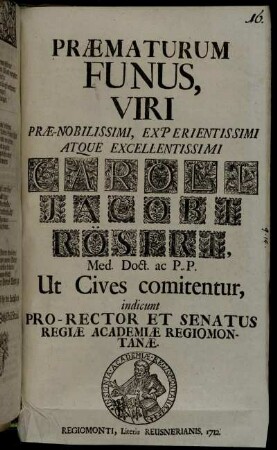 16.
PRÆMATURUM
FUNUS,
VIRI
PRÆ-NOBILISSIMI, EXPERIENTISSIMI
ATQUE EXCELLENTISSIMI
CAROLI
JACOBI
RÖSERI,
Med. Doct. ac P.P.
Ut Cives comitentur,
indicunt
PRO-RECTOR ET SENATUS
REGIÆ ACADEMIÆ REGIOMON-
TANÆ.
REGIOMONTI, Literis REUSNERIANIS,